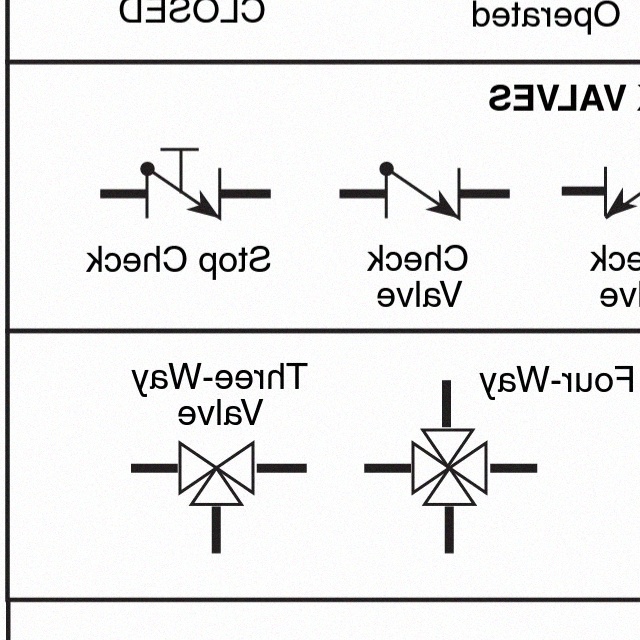 CLOSED
Operated
VALVES
Stop Check
Check
Valve
Three-Way
Valve
Four-Way